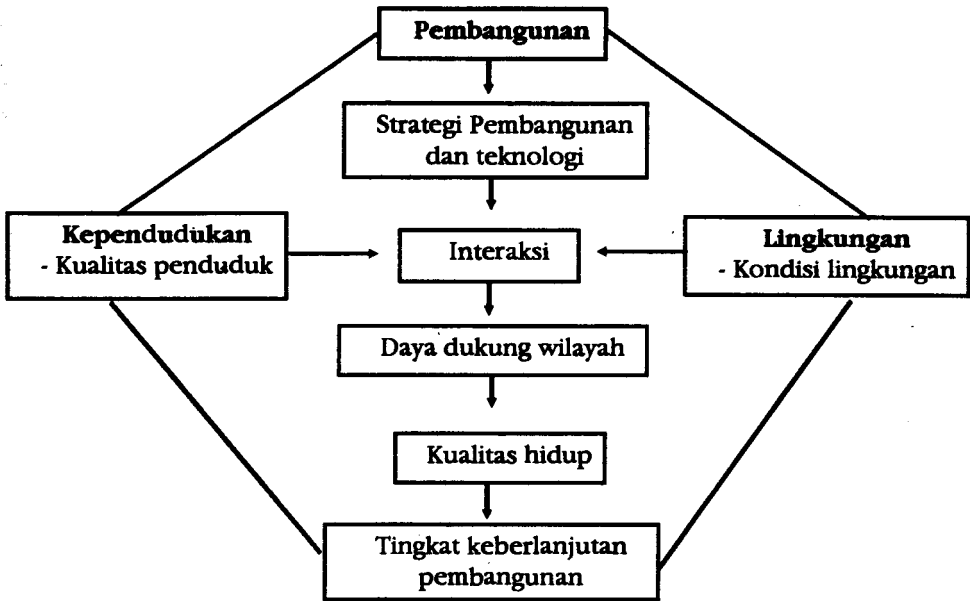 Pembangunan
Strategi Pembangunan
dan teknologi
Kependudukan
- Kualitas penduduk
Interaksi
Lingkungan
- Kondisi lingkungan
Daya dukung wilayah
Kualitas hidup
Tingkat keberlanjutan
pembangunan